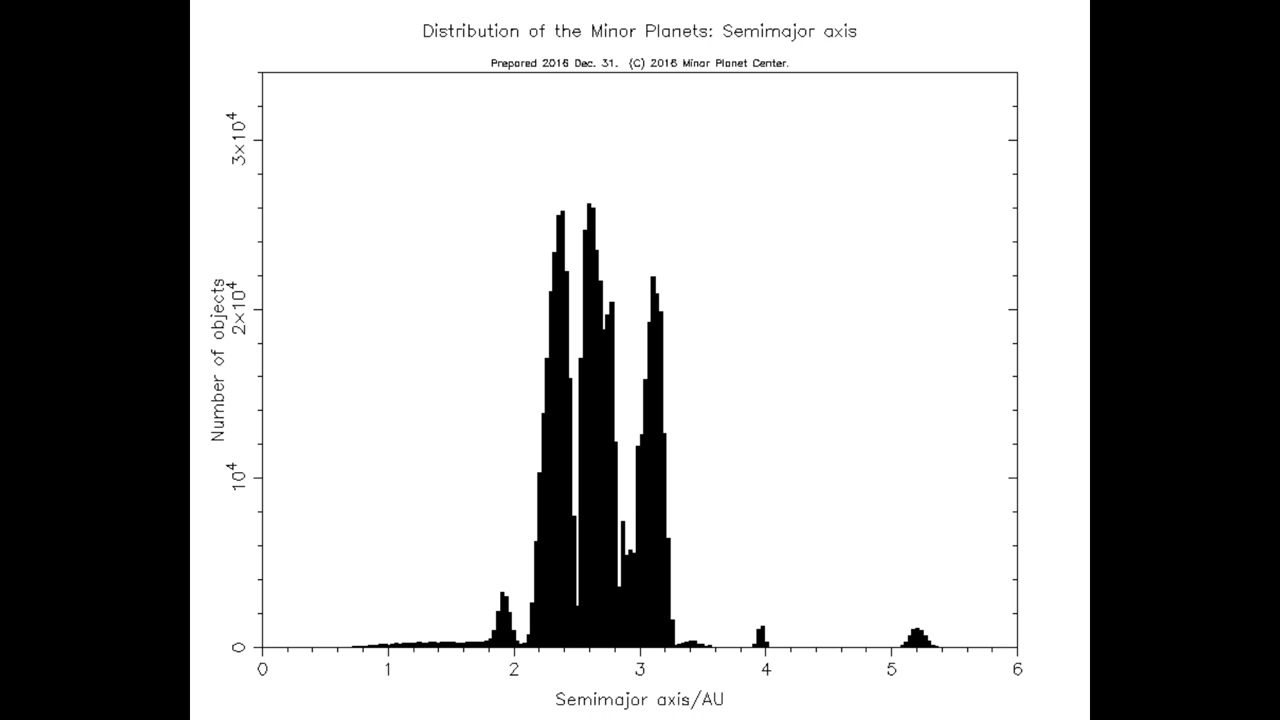 Distribution of the Minor Planets: Semimajor axis
Prepared 2016 Dec. 31. (C) 2016 Minor Planet Center.
3×10⁴
2×10⁴
10⁴
0
Number of objects
0 1 2 3 4 5 6
Semimajor axis/AU